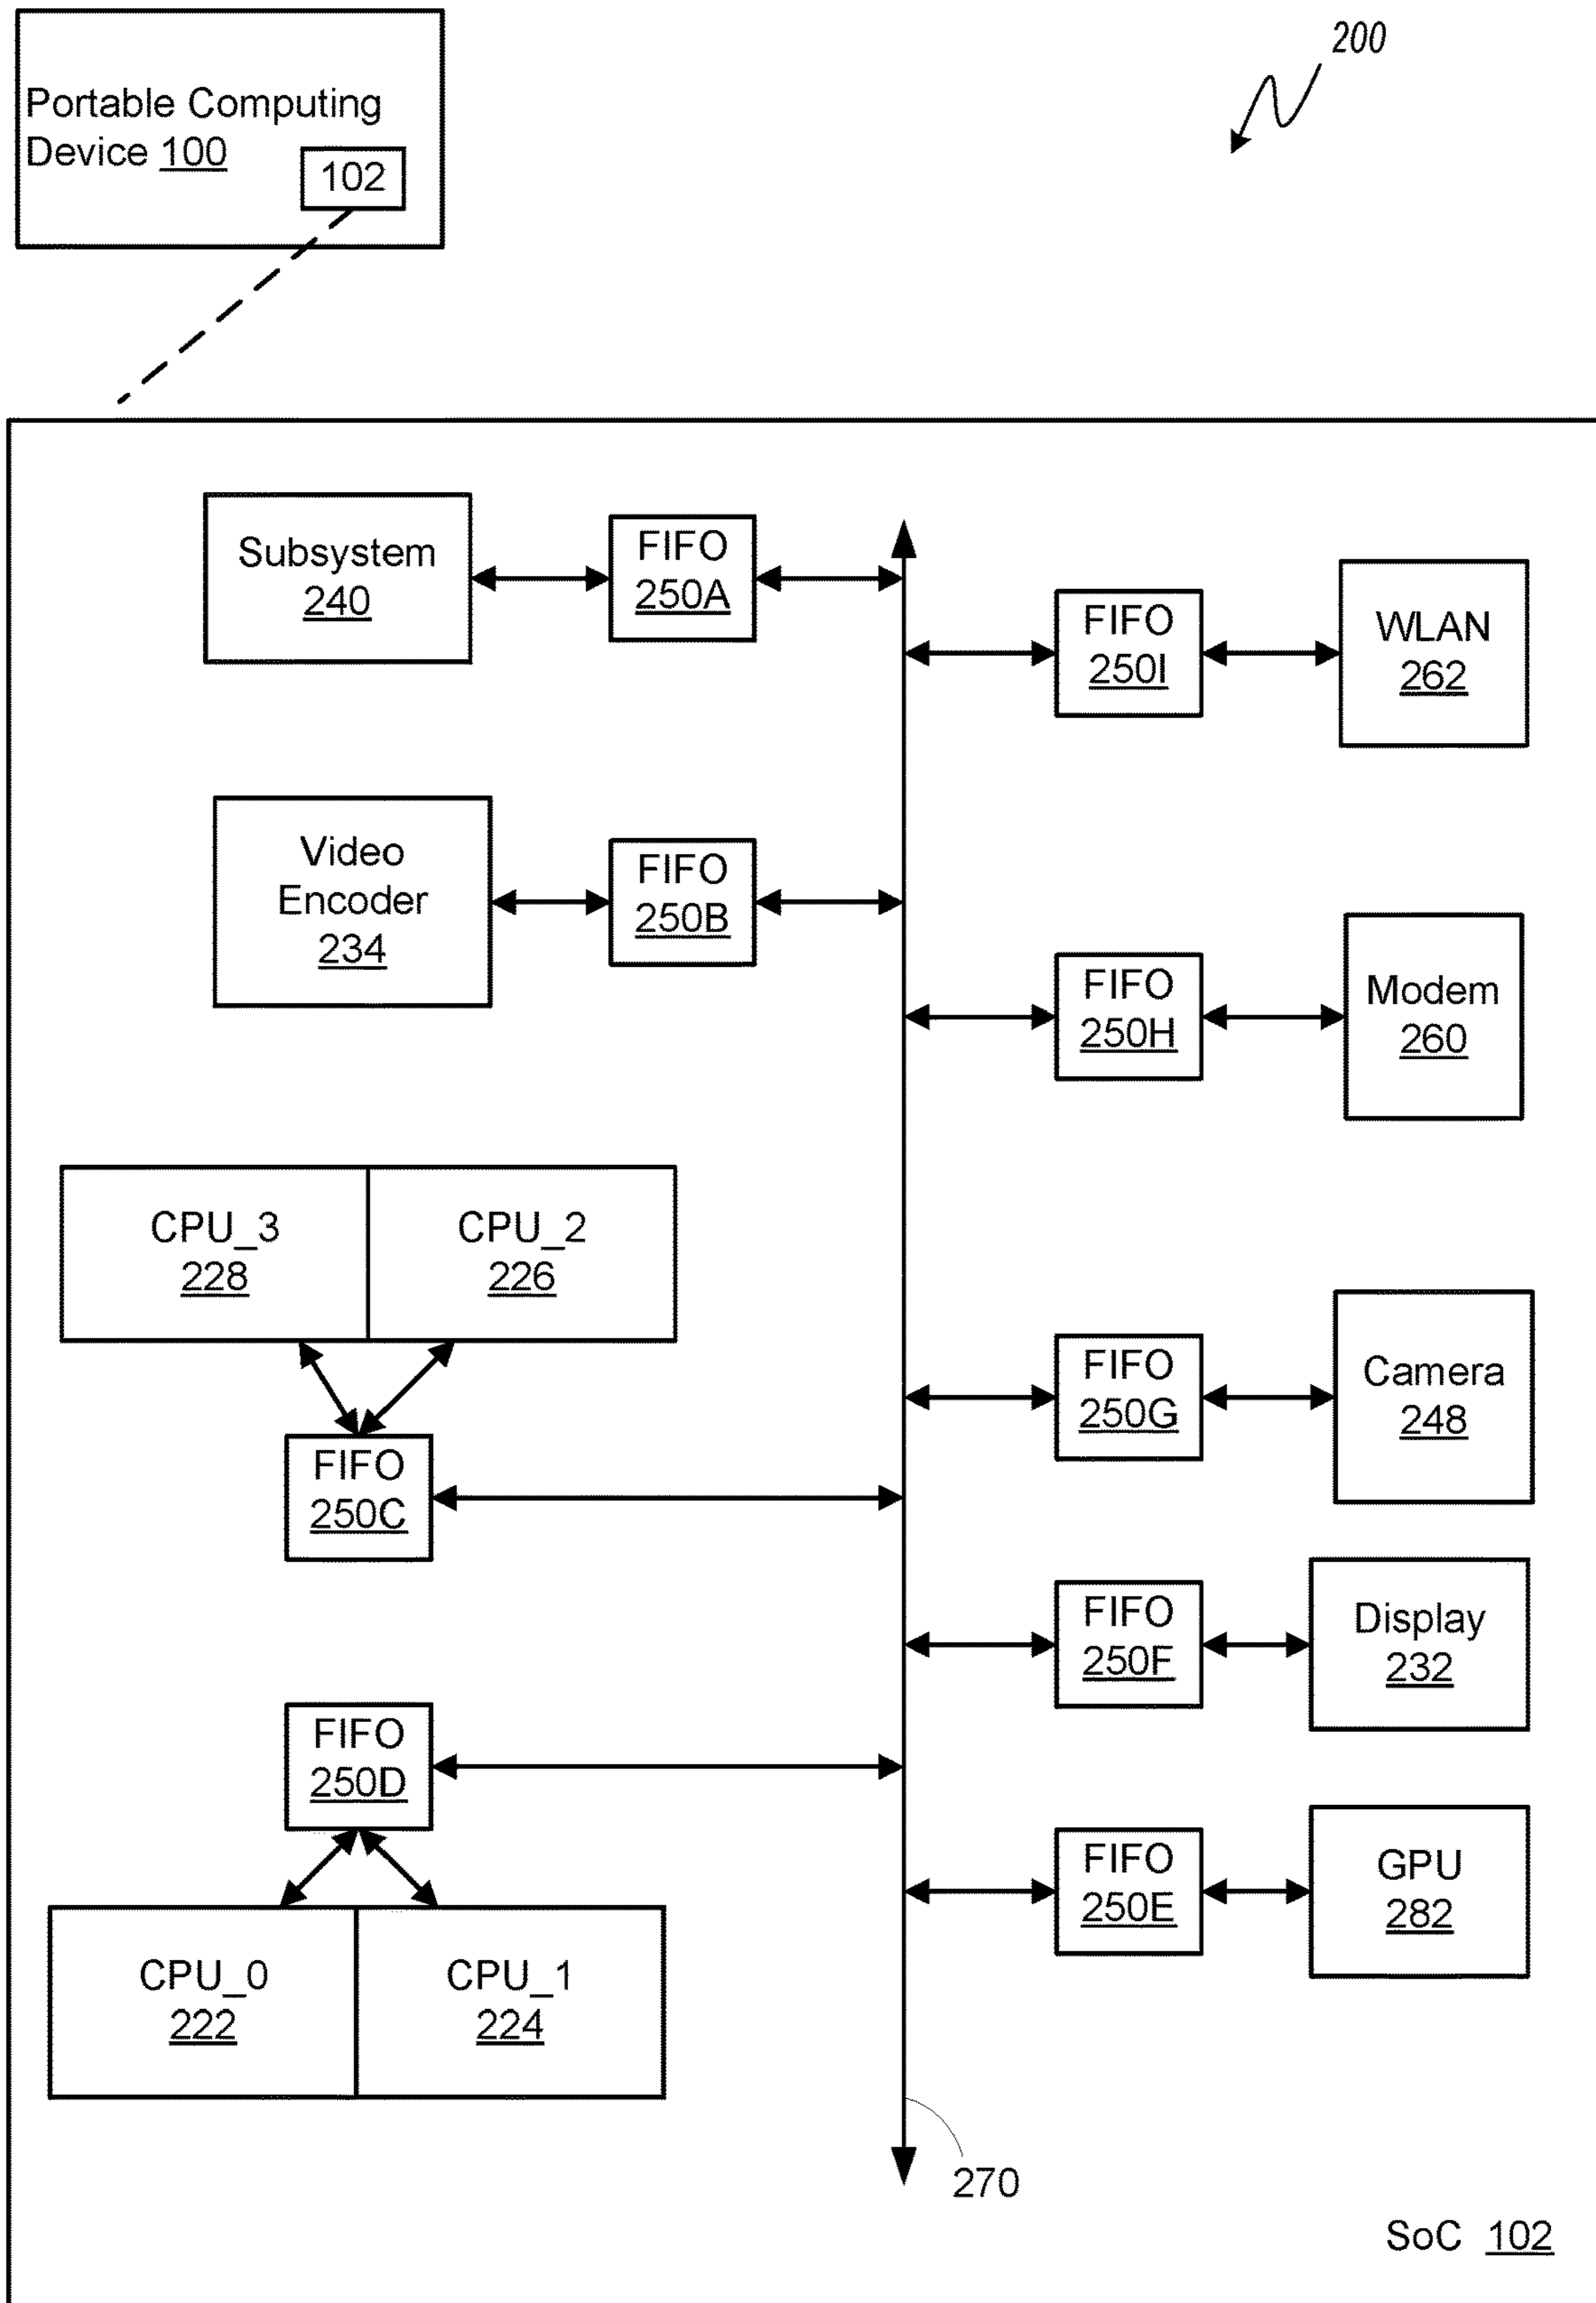 200
Portable Computing
Device 100
102
Subsystem
240
FIFO
250A
FIFO
250I
WLAN
262
Video
Encoder
234
FIFO
250B
FIFO
250H
Modem
260
CPU_3
228
CPU_2
226
FIFO
250C
FIFO
250G
Camera
248
FIFO
250F
Display
232
FIFO
250D
FIFO
250E
GPU
282
CPU_0
222
CPU_1
224
270
SoC 102